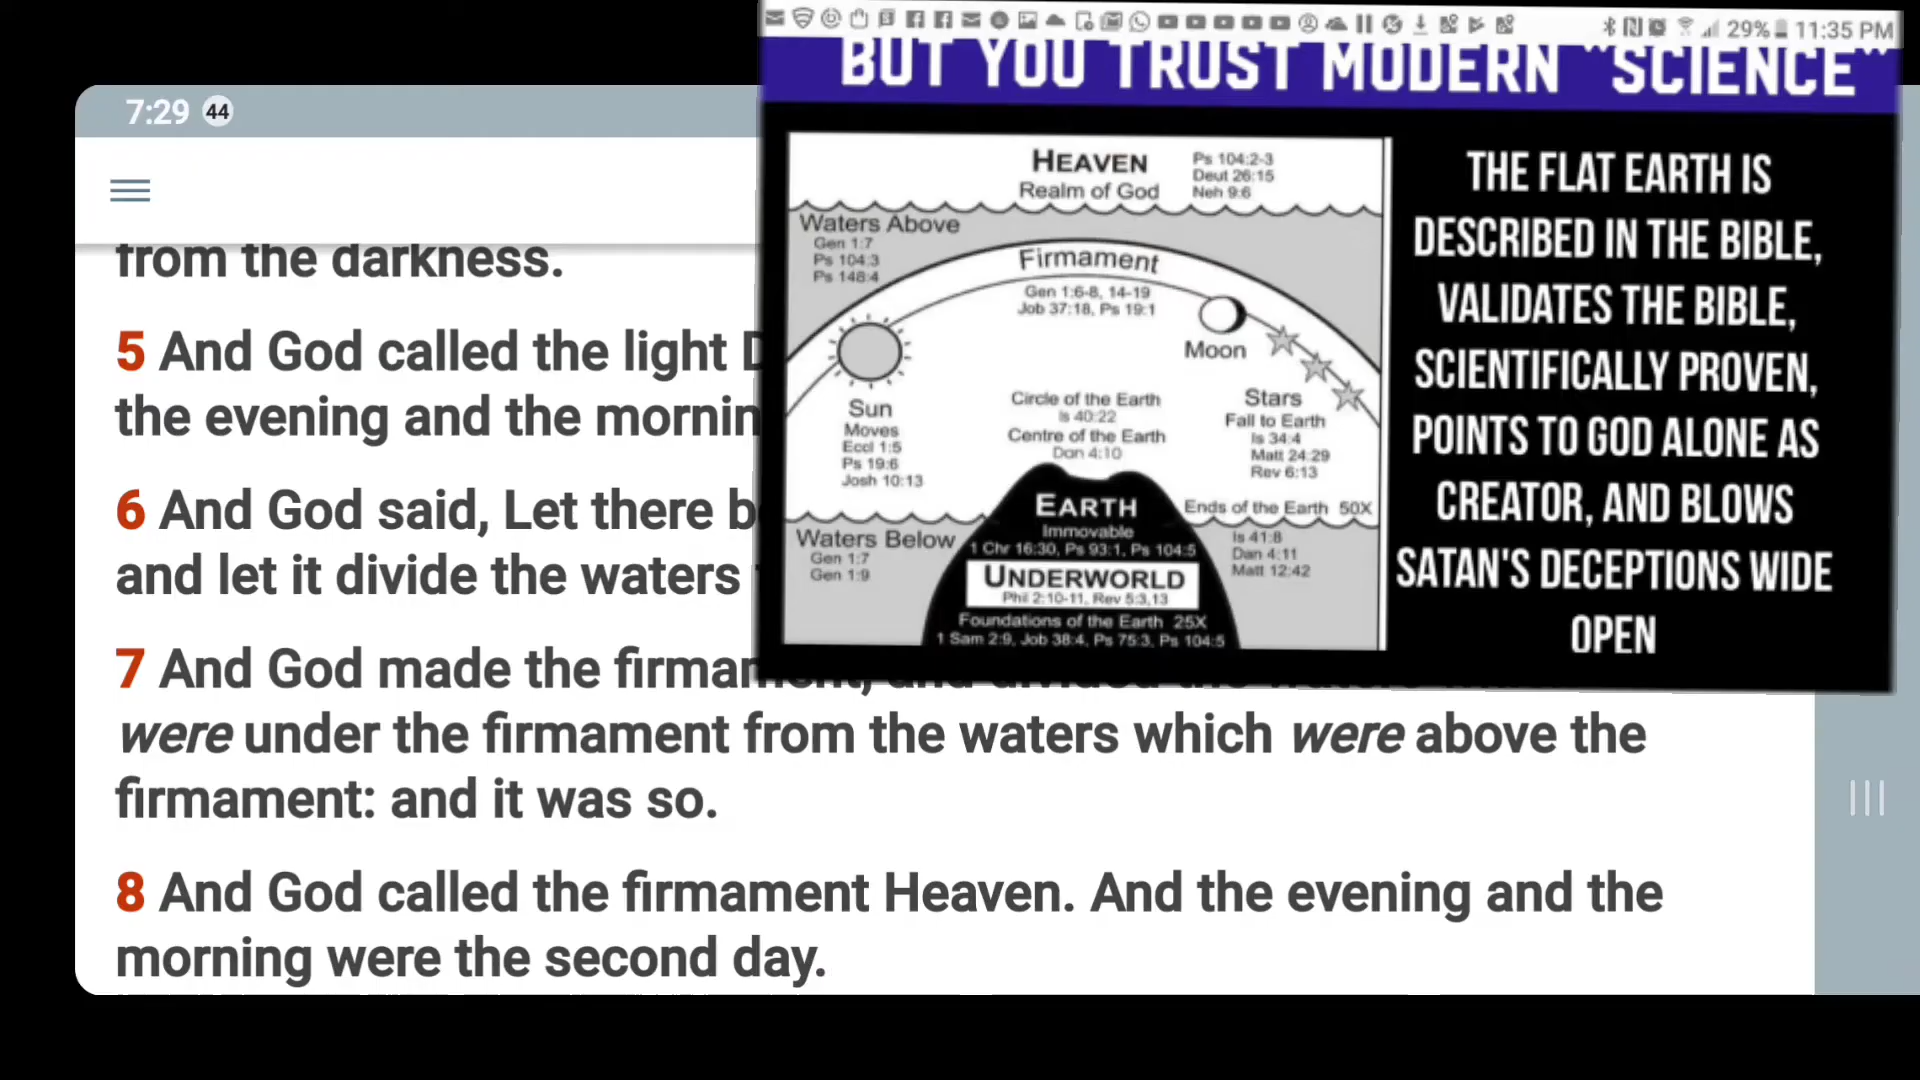 29% 11:35 PM
BUT YOU TRUST MODERN "SCIENCE"
7:29 44
from the darkness.
5 And God called the light
the evening and the mornin
6 And God said, Let there b
and let it divide the waters
7 And God made the firmament, and divided the waters
were under the firmament from the waters which were above the
firmament: and it was so.
8 And God called the firmament Heaven. And the evening and the
morning were the second day.
HEAVEN
Realm of God
Ps 104:2-3
Deut 26:15
Neh 9:6
Waters Above
Gen 1:7
Ps 104:3
Ps 148:4
Firmament
Gen 1:6-8, 14-19
Job 37:18, Ps 19:1
Moon
Sun
Moves
Eccl 1:5
Ps 19:6
Josh 10:13
Circle of the Earth
Is 40:22
Centre of the Earth
Dan 4:10
Stars
Fall to Earth
Is 34:4
Matt 24:29
Rev 6:13
EARTH
Immovable
1 Chr 16:30, Ps 93:1, Ps 104:5
Ends of the Earth 50X
Is 41:8
Dan 4:11
Matt 12:42
Waters Below
Gen 1:7
Gen 1:9
UNDERWORLD
Phil 2:10-11, Rev 5:3,13
Foundations of the Earth 25X
1 Sam 2:9, Job 38:4, Ps 75:3, Ps 104:5
THE FLAT EARTH IS
DESCRIBED IN THE BIBLE,
VALIDATES THE BIBLE,
SCIENTIFICALLY PROVEN,
POINTS TO GOD ALONE AS
CREATOR, AND BLOWS
SATAN'S DECEPTIONS WIDE
OPEN